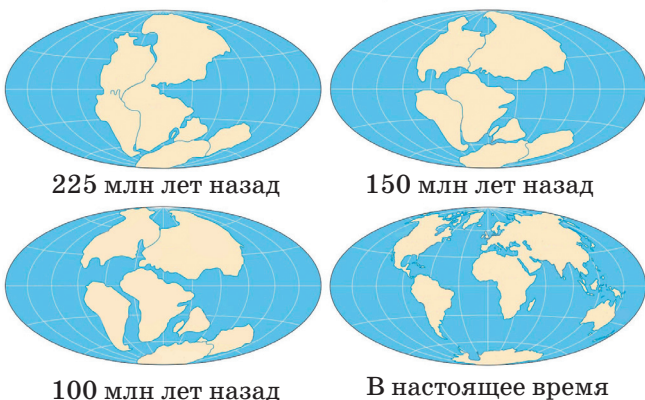 225 млн лет назад
150 млн лет назад
100 млн лет назад
В настоящее время